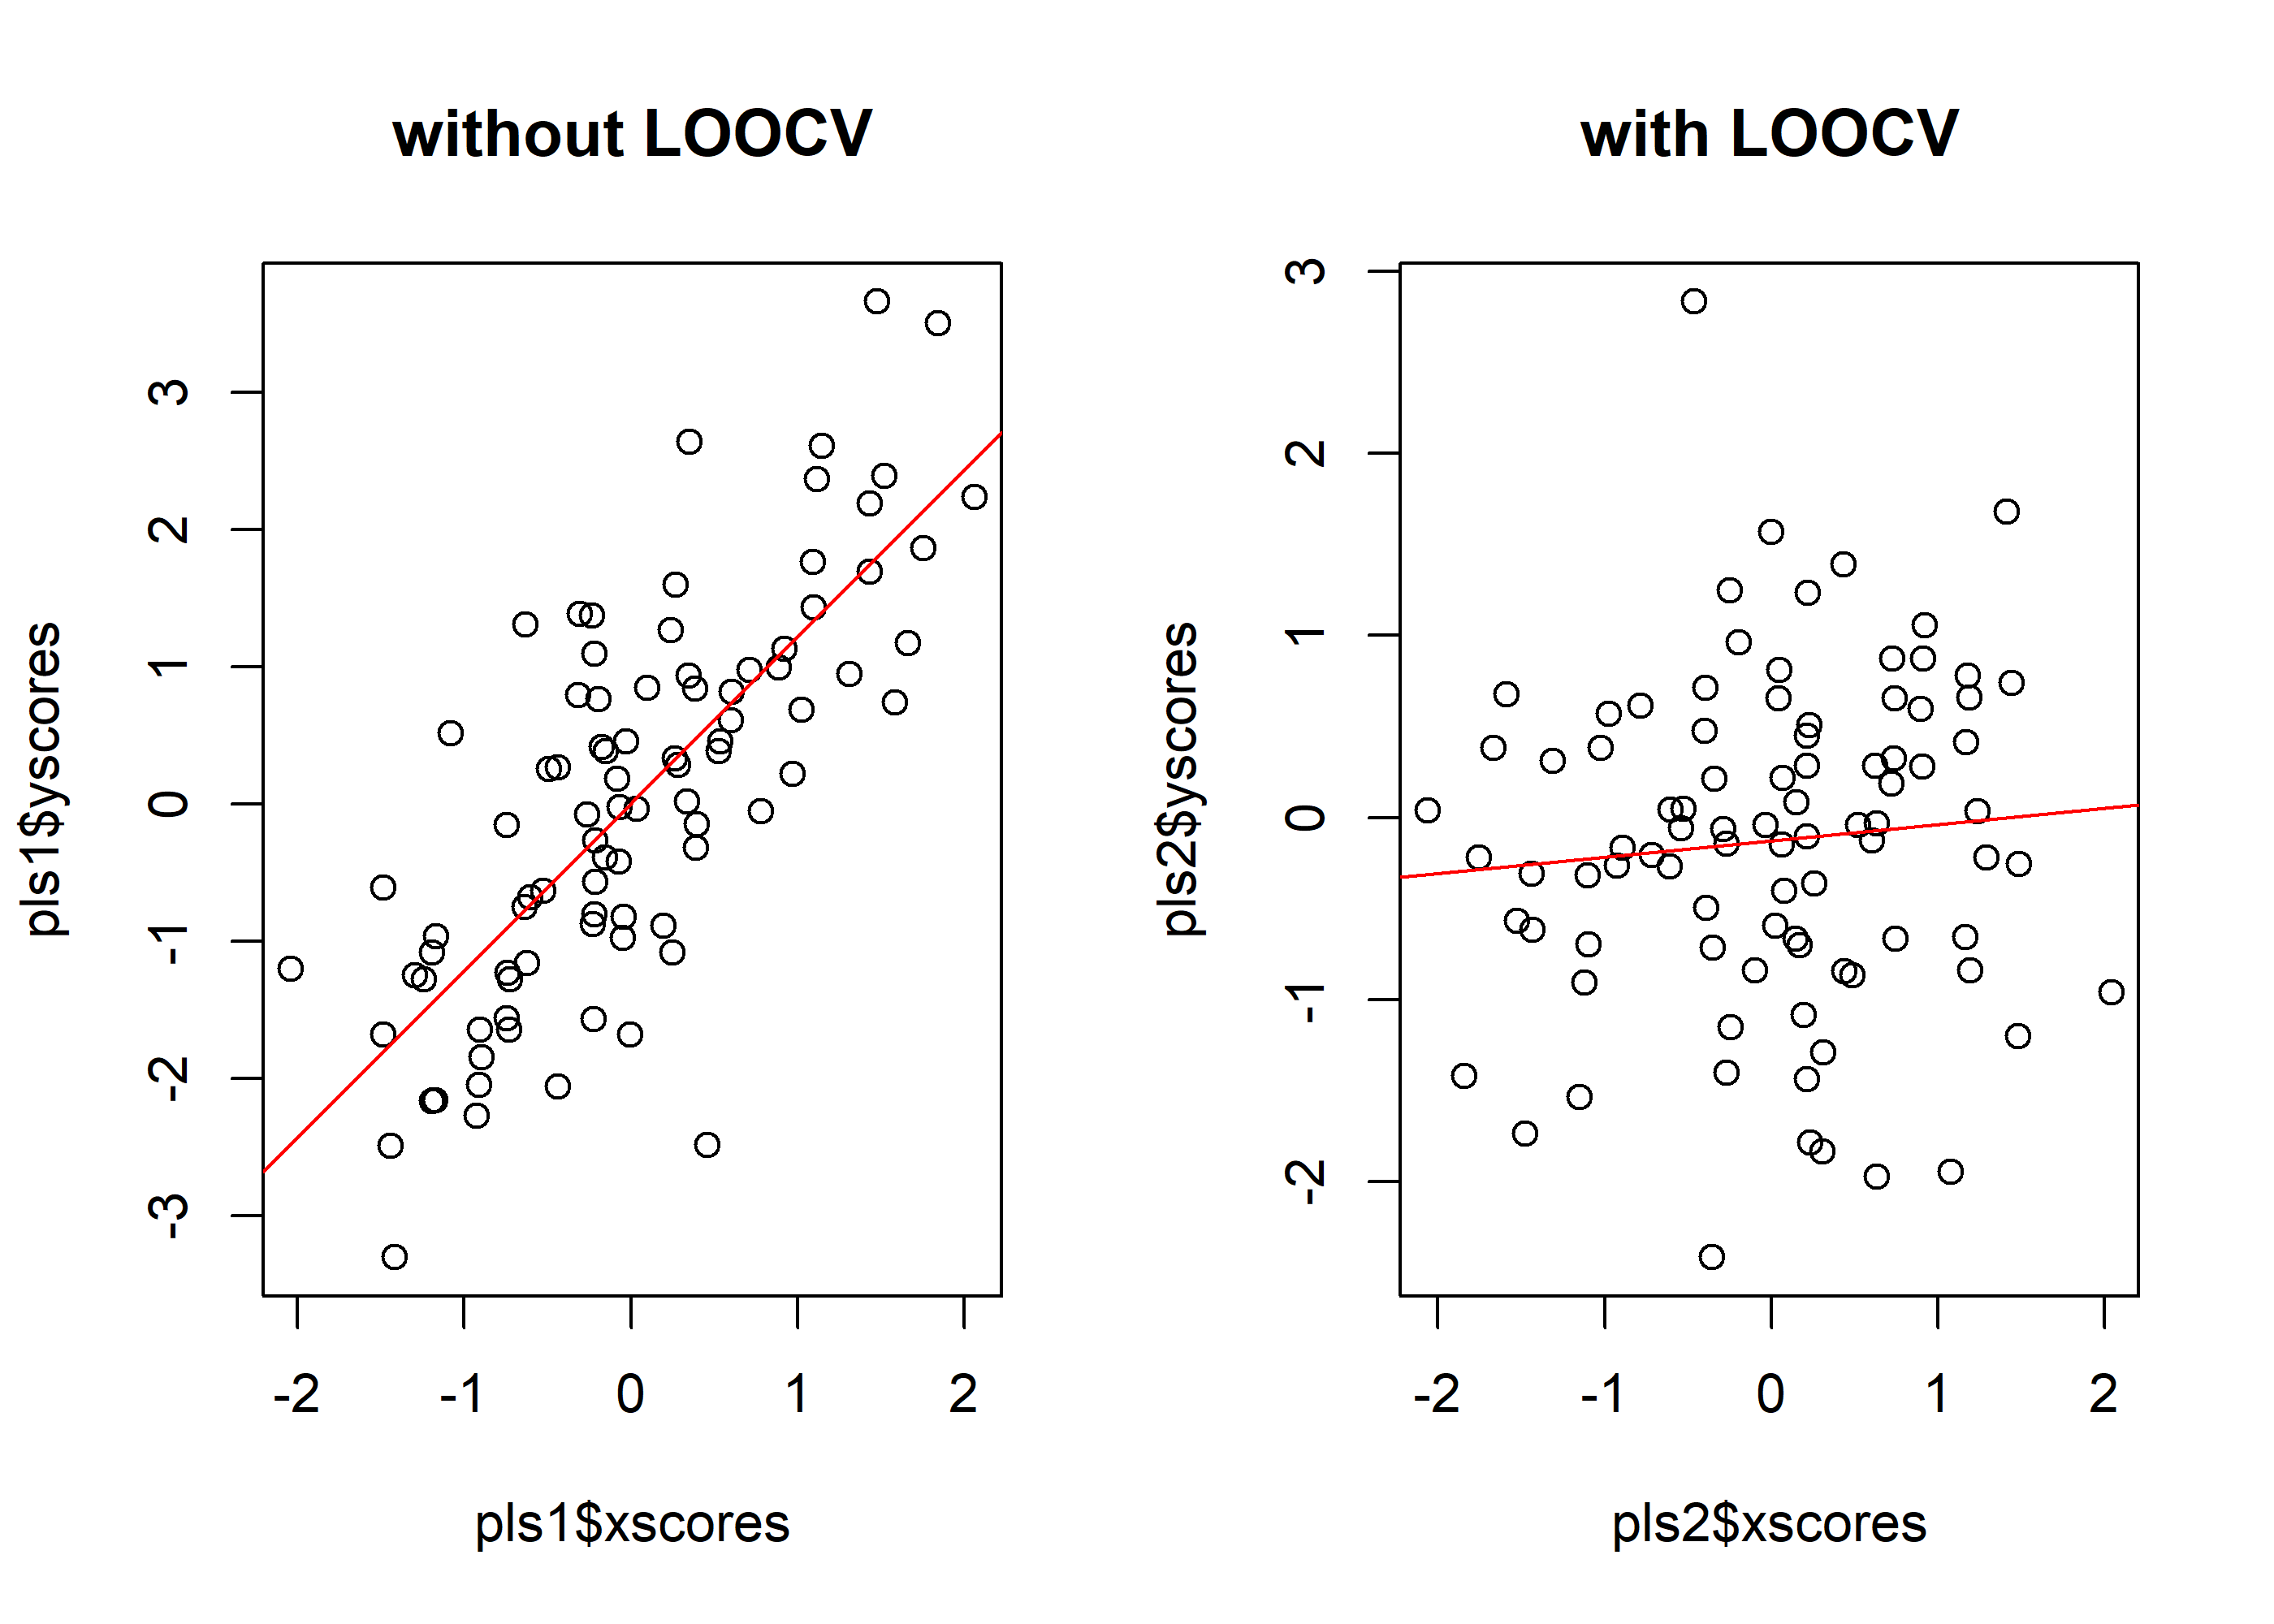 without LOOCV
pls1$yscores
3
2
1
0
-1
-2
-3
-2 -1 0 1 2
pls1$xscores
with LOOCV
pls2$yscores
3
2
1
0
-1
-2
-2 -1 0 1 2
pls2$xscores